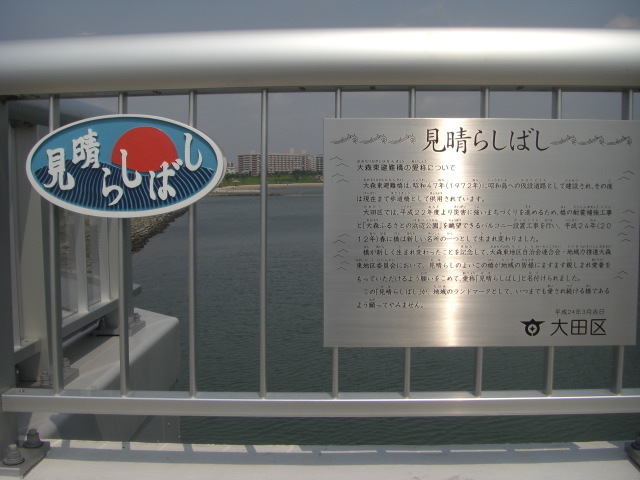 見晴らしばし
見晴らしばし
大森東避難橋の愛称について
大森東避難橋は、昭和47年(1972年)に昭和島への仮設道路として建設され、その後
は現在まで歩道橋として供用されています。
大田区では、平成22年度より災害に強いまちづくりを進めるため、橋の耐震補強工事
と「大森ふるさとの浜辺公園」を眺望できるバルコニー設置工事を行い、平成24年(20
12年)春に橋は新しい名所の一つとして生まれ変わりました。
橋が新しく生まれ変わったことを記念して、大森東地区自治会連合会・地域力推進大森
東地区委員会において、見晴らしのよいこの橋が地域の皆様にますます親しまれ愛着を
もっていただけるよう願いをこめて、愛称「見晴らしばし」と名付けられました。
この「見晴らしばし」が、地域のランドマークとして、いつまでも愛され続ける橋である
よう願ってやみません。
平成24年3月吉日
大田区